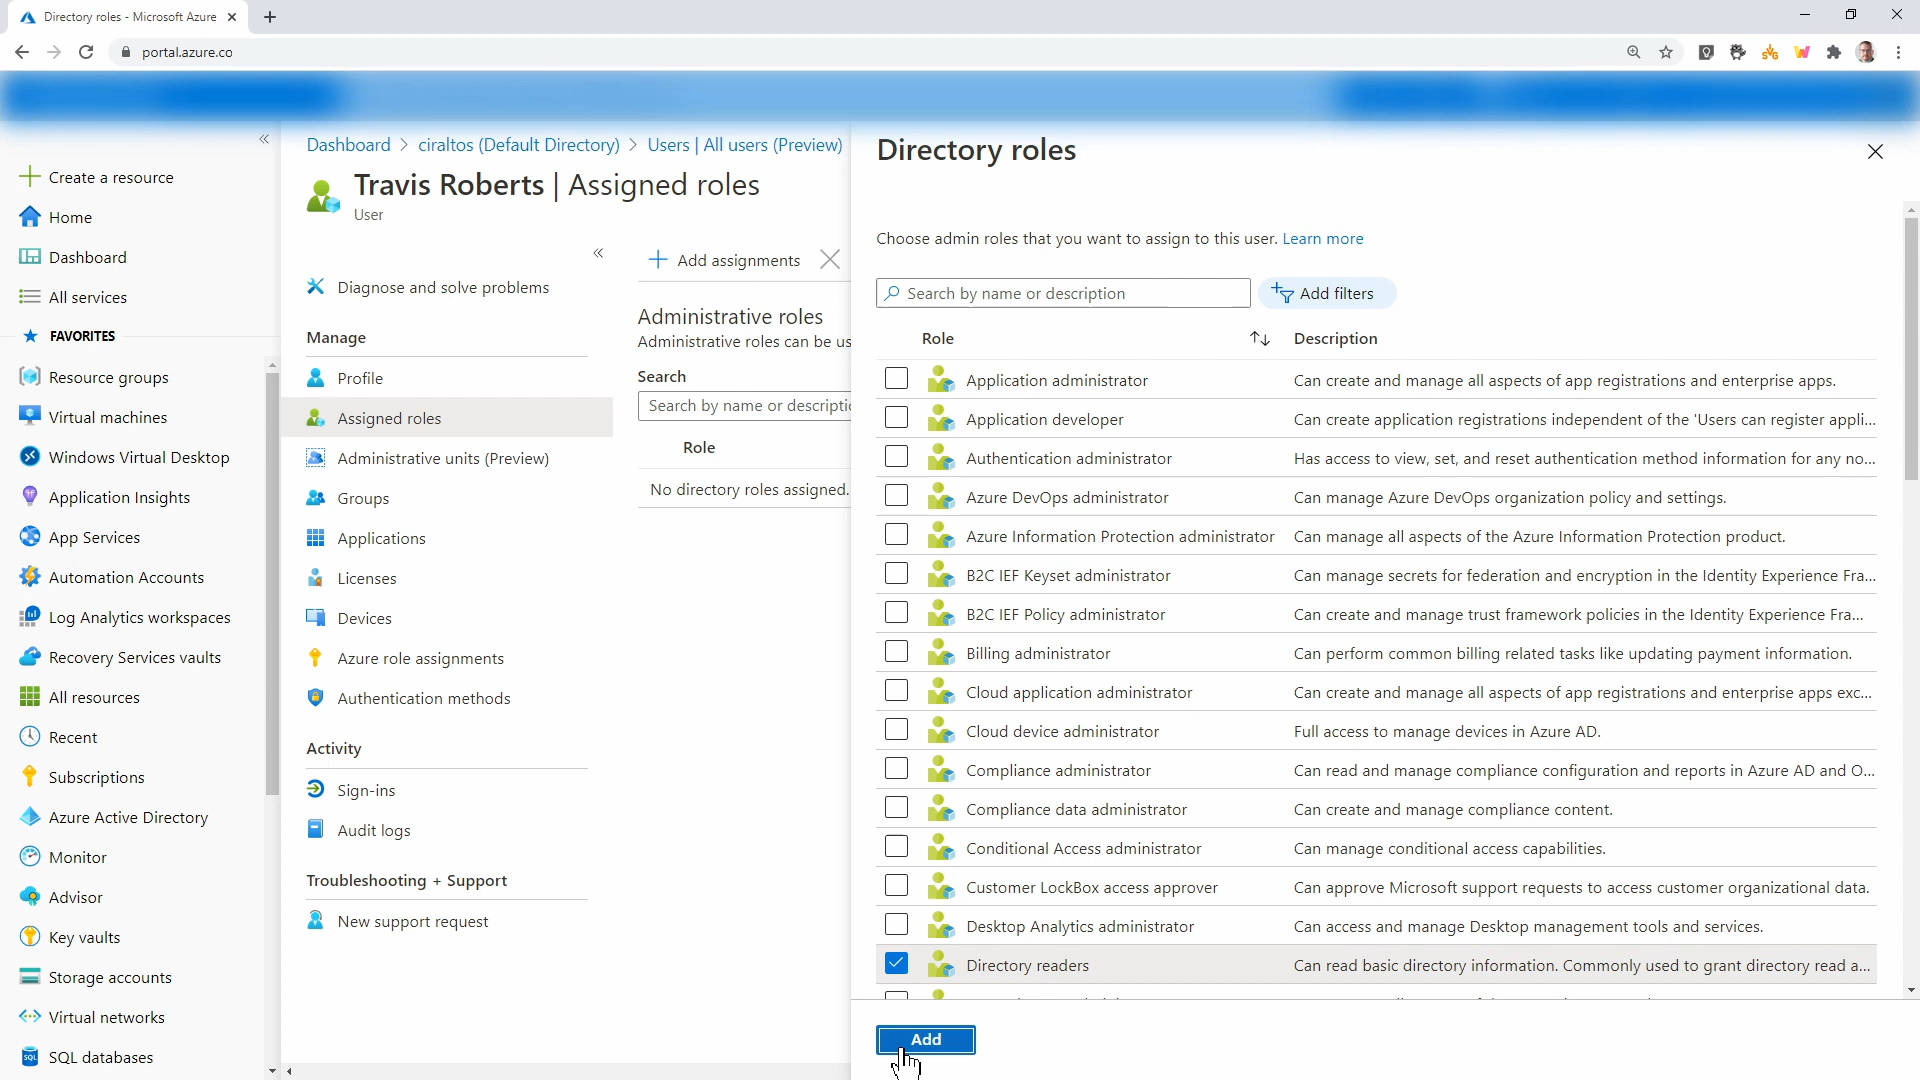 Directory roles - Microsoft Azure
portal.azure.co
Create a resource
Home
Dashboard
All services
FAVORITES
Resource groups
Virtual machines
Windows Virtual Desktop
Application Insights
App Services
Automation Accounts
Log Analytics workspaces
Recovery Services vaults
All resources
Recent
Subscriptions
Azure Active Directory
Monitor
Advisor
Key vaults
Storage accounts
Virtual networks
SQL databases
Dashboard > ciraltos (Default Directory) > Users | All users (Preview)
Travis Roberts | Assigned roles
User
Diagnose and solve problems
Manage
Profile
Assigned roles
Administrative units (Preview)
Groups
Applications
Licenses
Devices
Azure role assignments
Authentication methods
Activity
Sign-ins
Audit logs
Troubleshooting + Support
New support request
Add assignments
Administrative roles
Administrative roles can be us
Search
Search by name or descriptio
Role
No directory roles assigned.
Directory roles
Choose admin roles that you want to assign to this user. Learn more
Search by name or description
Add filters
Role Description
Application administrator Can create and manage all aspects of app registrations and enterprise apps.
Application developer Can create application registrations independent of the 'Users can register appli...
Authentication administrator Has access to view, set, and reset authentication method information for any no...
Azure DevOps administrator Can manage Azure DevOps organization policy and settings.
Azure Information Protection administrator Can manage all aspects of the Azure Information Protection product.
B2C IEF Keyset administrator Can manage secrets for federation and encryption in the Identity Experience Fra...
B2C IEF Policy administrator Can create and manage trust framework policies in the Identity Experience Fra...
Billing administrator Can perform common billing related tasks like updating payment information.
Cloud application administrator Can create and manage all aspects of app registrations and enterprise apps exc...
Cloud device administrator Full access to manage devices in Azure AD.
Compliance administrator Can read and manage compliance configuration and reports in Azure AD and O...
Compliance data administrator Can create and manage compliance content.
Conditional Access administrator Can manage conditional access capabilities.
Customer LockBox access approver Can approve Microsoft support requests to access customer organizational data.
Desktop Analytics administrator Can access and manage Desktop management tools and services.
Directory readers Can read basic directory information. Commonly used to grant directory read a...
Add